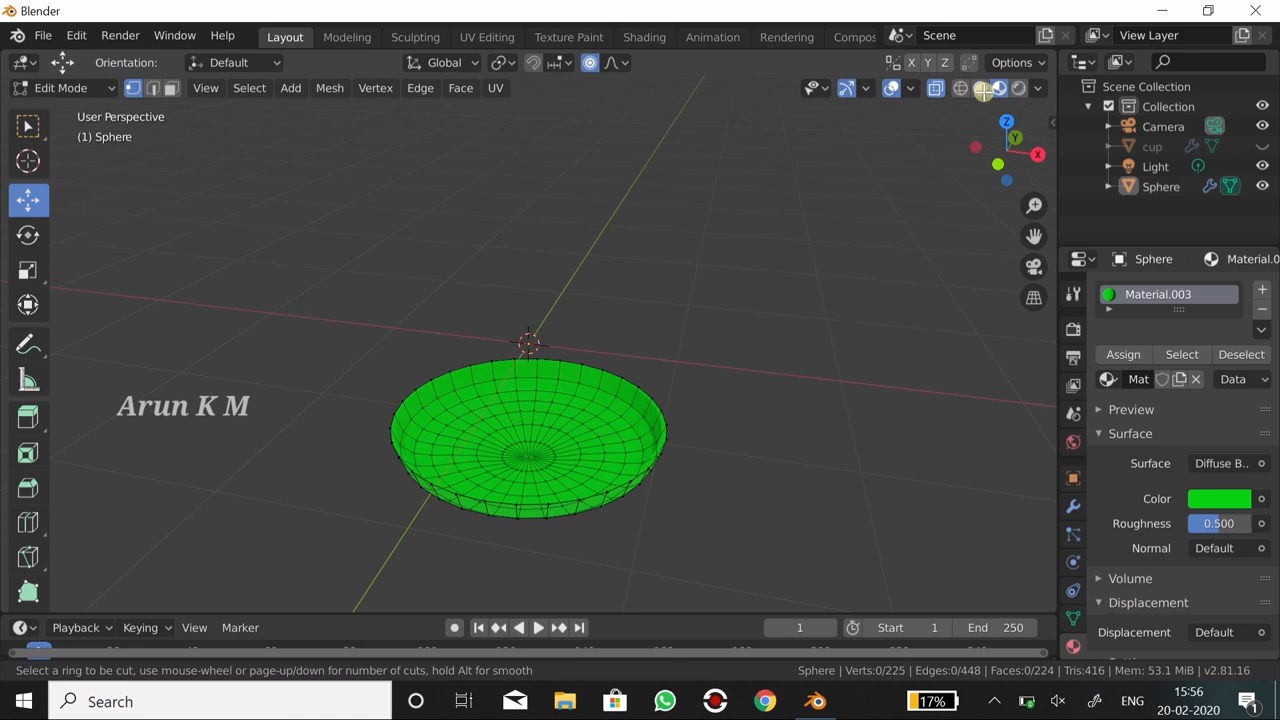 Blender
File Edit Render Window Help Layout Modeling Sculpting UV Editing Texture Paint Shading Animation Rendering Compos Scene View Layer
Orientation: Default Global X Y Z Options
Edit Mode View Select Add Mesh Vertex Edge Face UV
User Perspective
(1) Sphere
Z
Y
X
Scene Collection
Collection
Camera
cup
Light
Sphere
Sphere Material.0
Material.003
Assign Select Deselect
Mat Data
Preview
Surface
Surface Diffuse B..
Color
Roughness 0.500
Normal Default
Volume
Displacement
Displacement Default
Arun K M
Playback Keying View Marker 1 Start 1 End 250
Select a ring to be cut, use mouse-wheel or page-up/down for number of cuts, hold Alt for smooth
Sphere | Verts:0/225 | Edges:0/448 | Faces:0/224 | Tris:416 | Mem: 53.1 MiB | v2.81.16
Search 17% ENG 15:56
20-02-2020 1